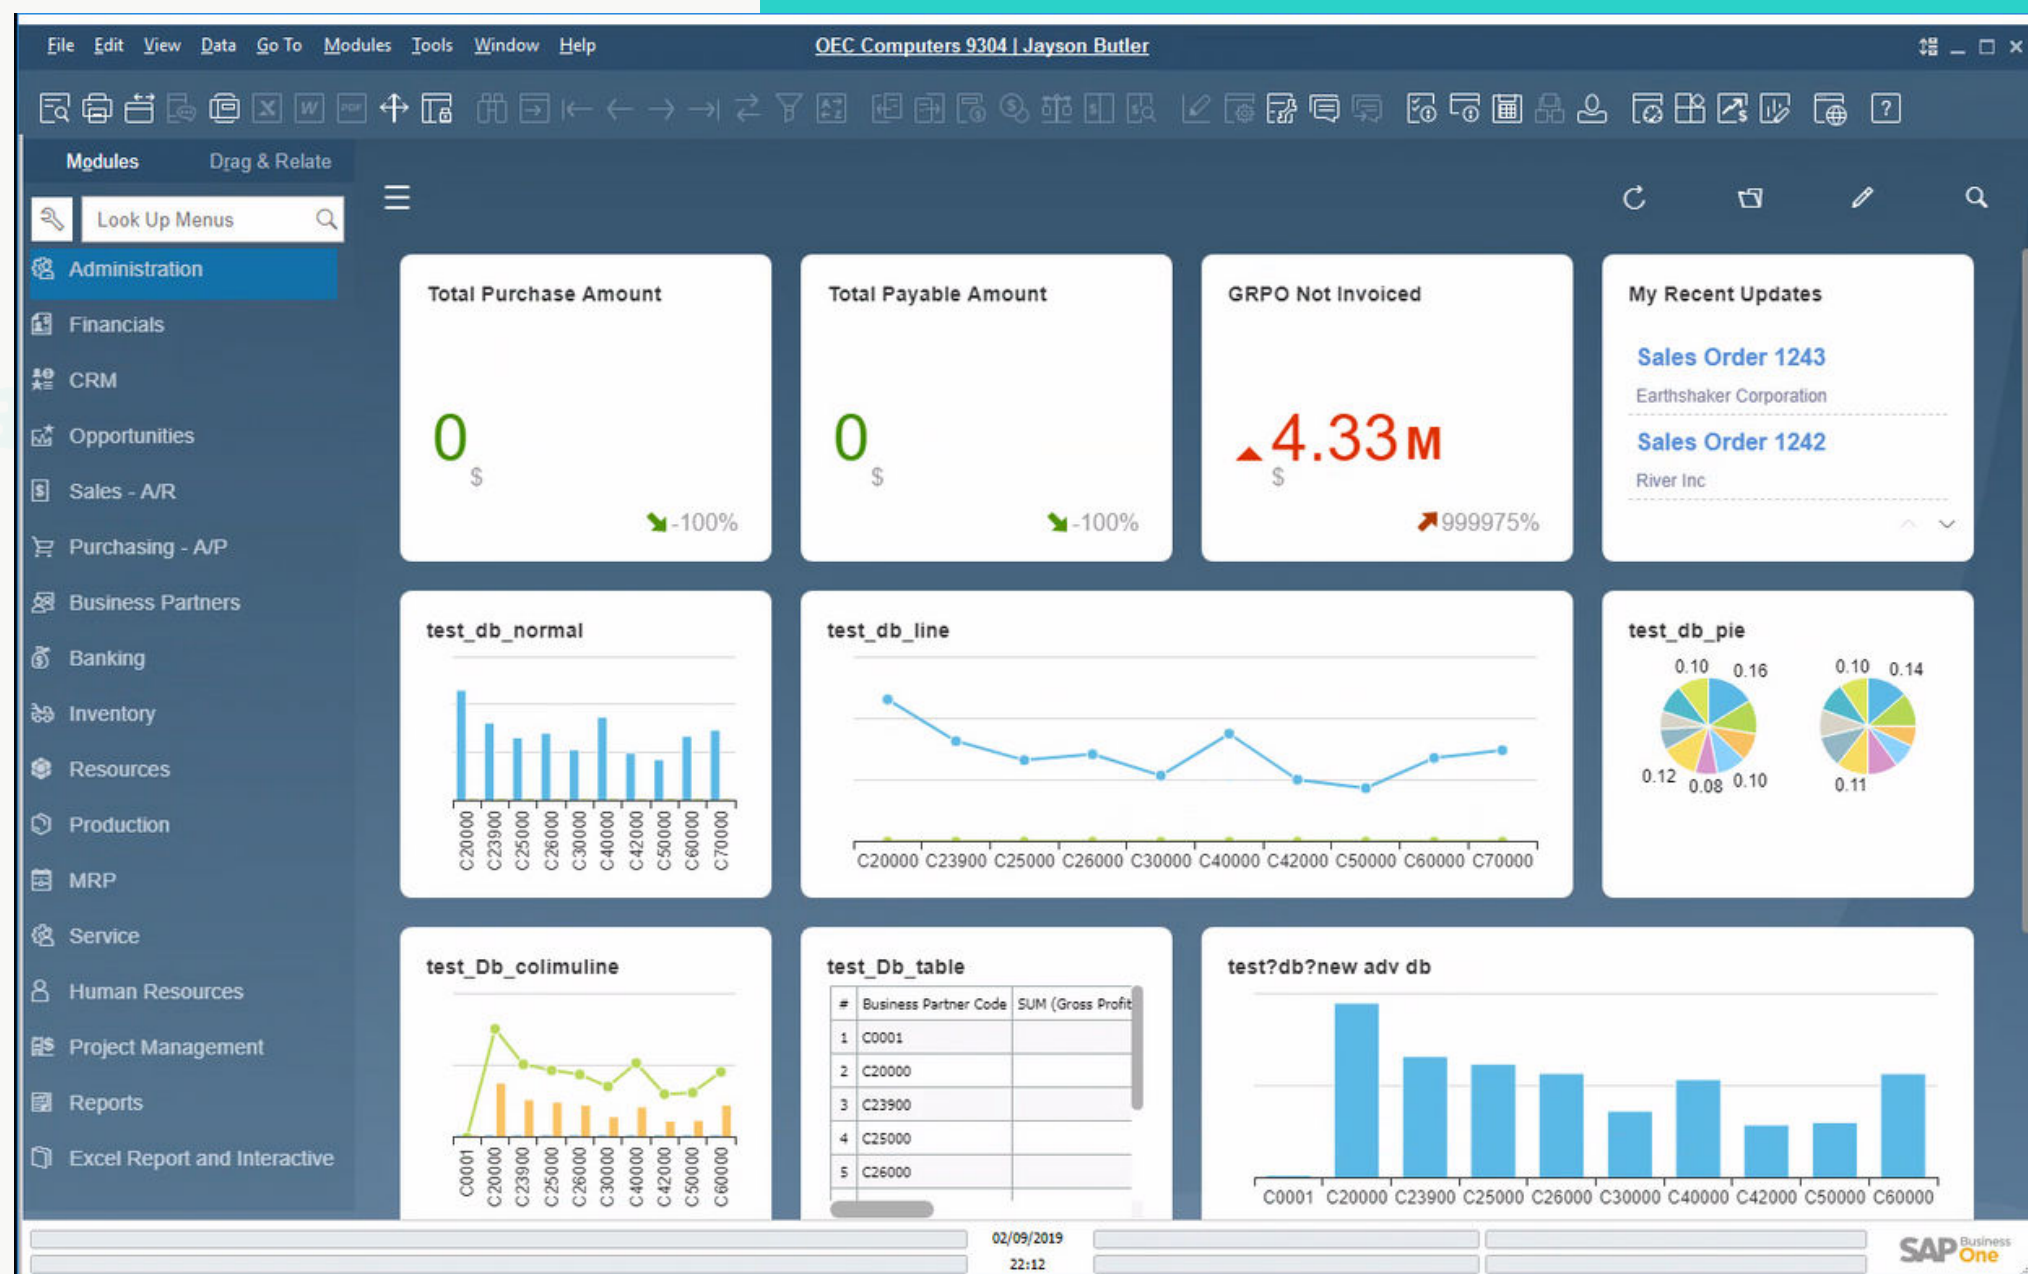 File Edit View Data Go To Modules Tools Window Help
OEC Computers 9304 | Jayson Butler
Modules Drag & Relate
Look Up Menus
Administration
Financials
CRM
Opportunities
Sales - A/R
Purchasing - A/P
Business Partners
Banking
Inventory
Resources
Production
MRP
Service
Human Resources
Project Management
Reports
Excel Report and Interactive
Total Purchase Amount
0
$
-100%
Total Payable Amount
0
$
-100%
GRPO Not Invoiced
4.33 M
$
999975%
My Recent Updates
Sales Order 1243
Earthshaker Corporation
Sales Order 1242
River Inc
test_db_normal
C20000 C23900 C25000 C26000 C30000 C40000 C42000 C50000 C60000 C70000
test_db_line
C20000 C23900 C25000 C26000 C30000 C40000 C42000 C50000 C60000 C70000
test_db_pie
0.10 0.16
0.12 0.08 0.10
0.10 0.14
0.11
test_Db_colimuline
C0001 C20000 C23900 C25000 C26000 C30000 C40000 C42000 C50000 C60000
test_Db_table
# Business Partner Code SUM (Gross Profit
1 C0001
2 C20000
3 C23900
4 C25000
5 C26000
test?db?new adv db
C0001 C20000 C23900 C25000 C26000 C30000 C40000 C42000 C50000 C60000
02/09/2019
22:12
SAP Business One